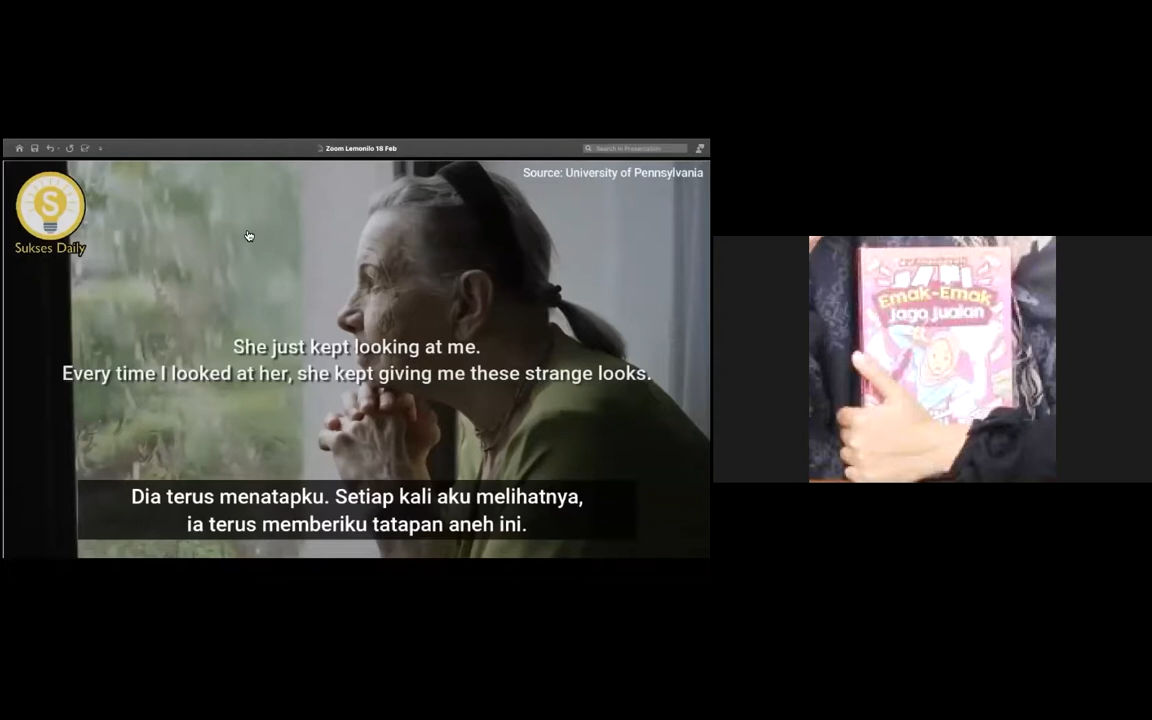 Zoom Lemonilo 18 Feb
Search in Presentation
Source: University of Pennsylvania
S
Sukses Daily
She just kept looking at me.
Every time I looked at her, she kept giving me these strange looks.
Dia terus menatapku. Setiap kali aku melihatnya,
ia terus memberiku tatapan aneh ini.
Emak-Emak
Jago Jualan